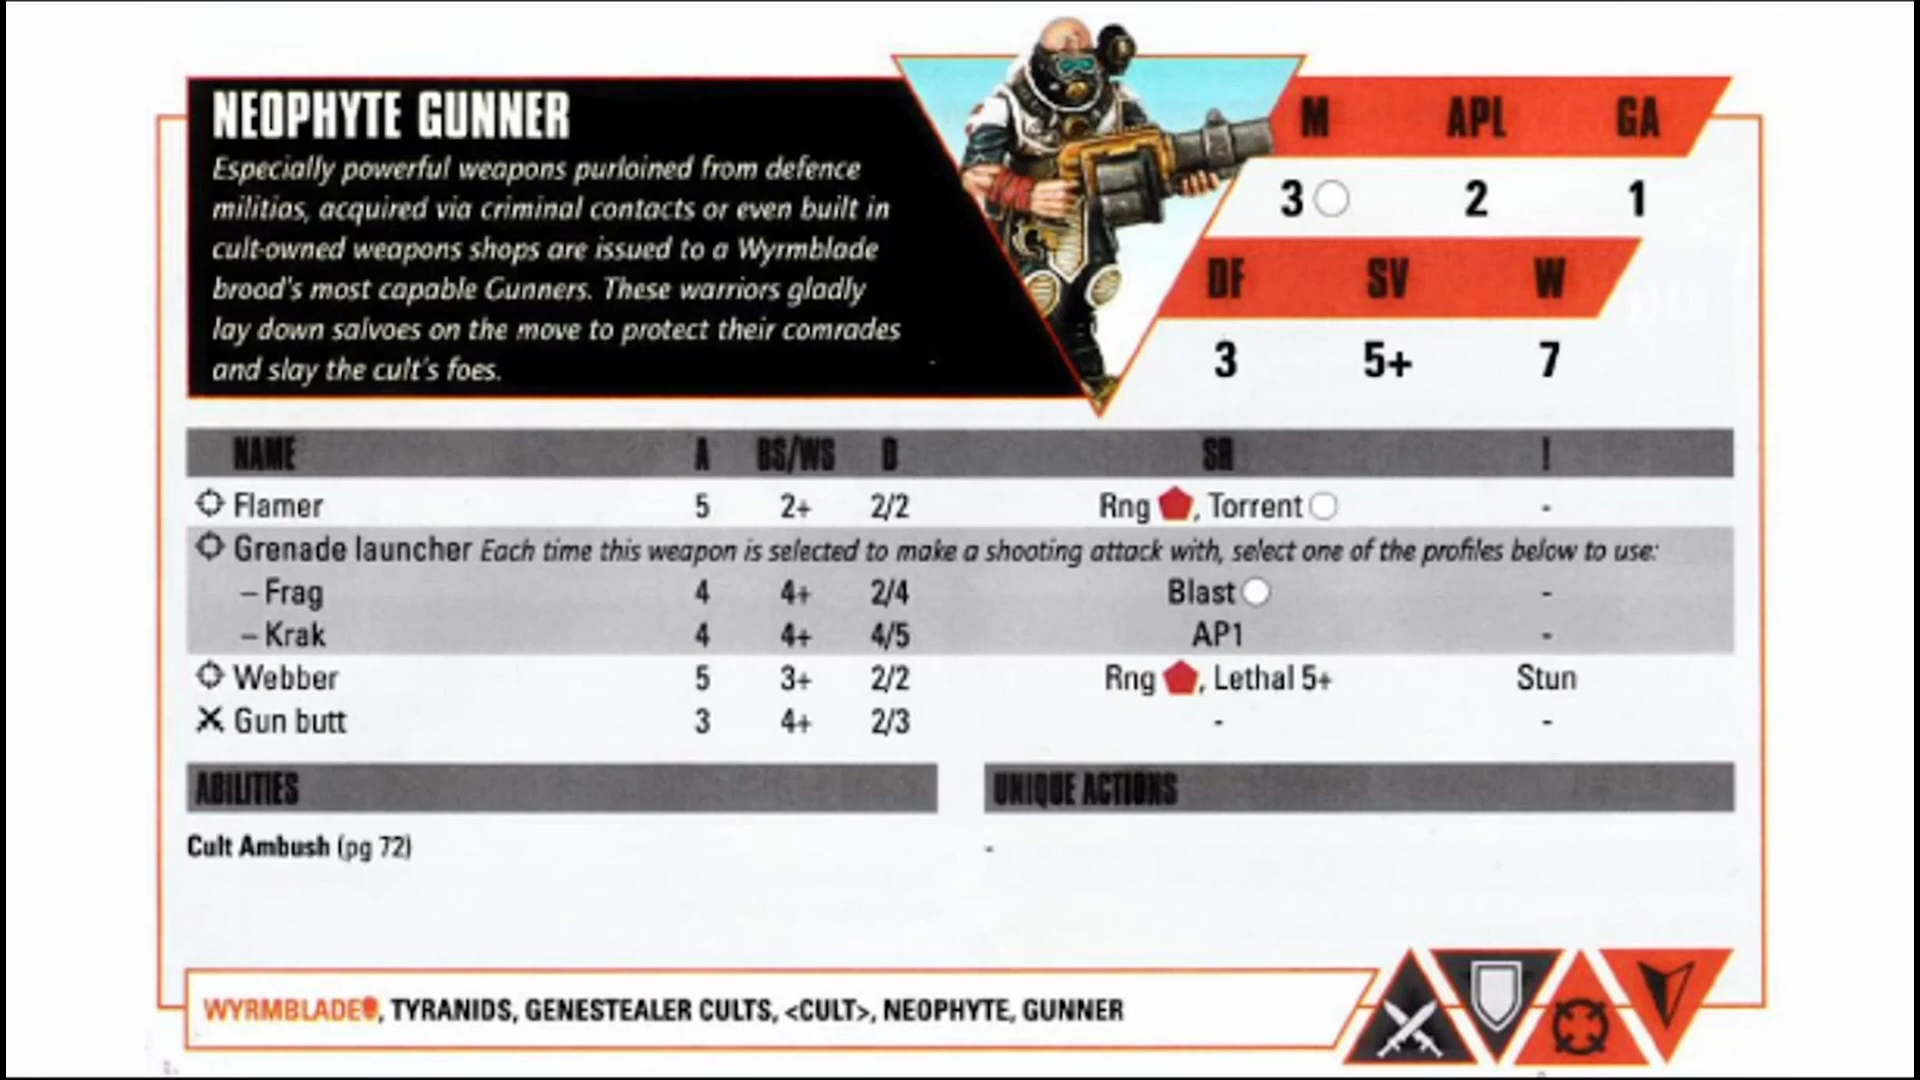 NEOPHYTE GUNNER
Especially powerful weapons purloined from defence
militias, acquired via criminal contacts or even built in
cult-owned weapons shops are issued to a Wyrmblade
brood's most capable Gunners. These warriors gladly
lay down salvoes on the move to protect their comrades
and slay the cult's foes.
M APL GA
3 2 1
DF SV W
3 5+ 7
NAME A BS/WS D SR !
Flamer 5 2+ 2/2 Rng , Torrent -
Grenade launcher Each time this weapon is selected to make a shooting attack with, select one of the profiles below to use:
– Frag 4 4+ 2/4 Blast -
– Krak 4 4+ 4/5 AP1 -
Webber 5 3+ 2/2 Rng , Lethal 5+ Stun
Gun butt 3 4+ 2/3 - -
ABILITIES
Cult Ambush (pg 72)
UNIQUE ACTIONS
-
WYRMBLADE, TYRANIDS, GENESTEALER CULTS, <CULT>, NEOPHYTE, GUNNER